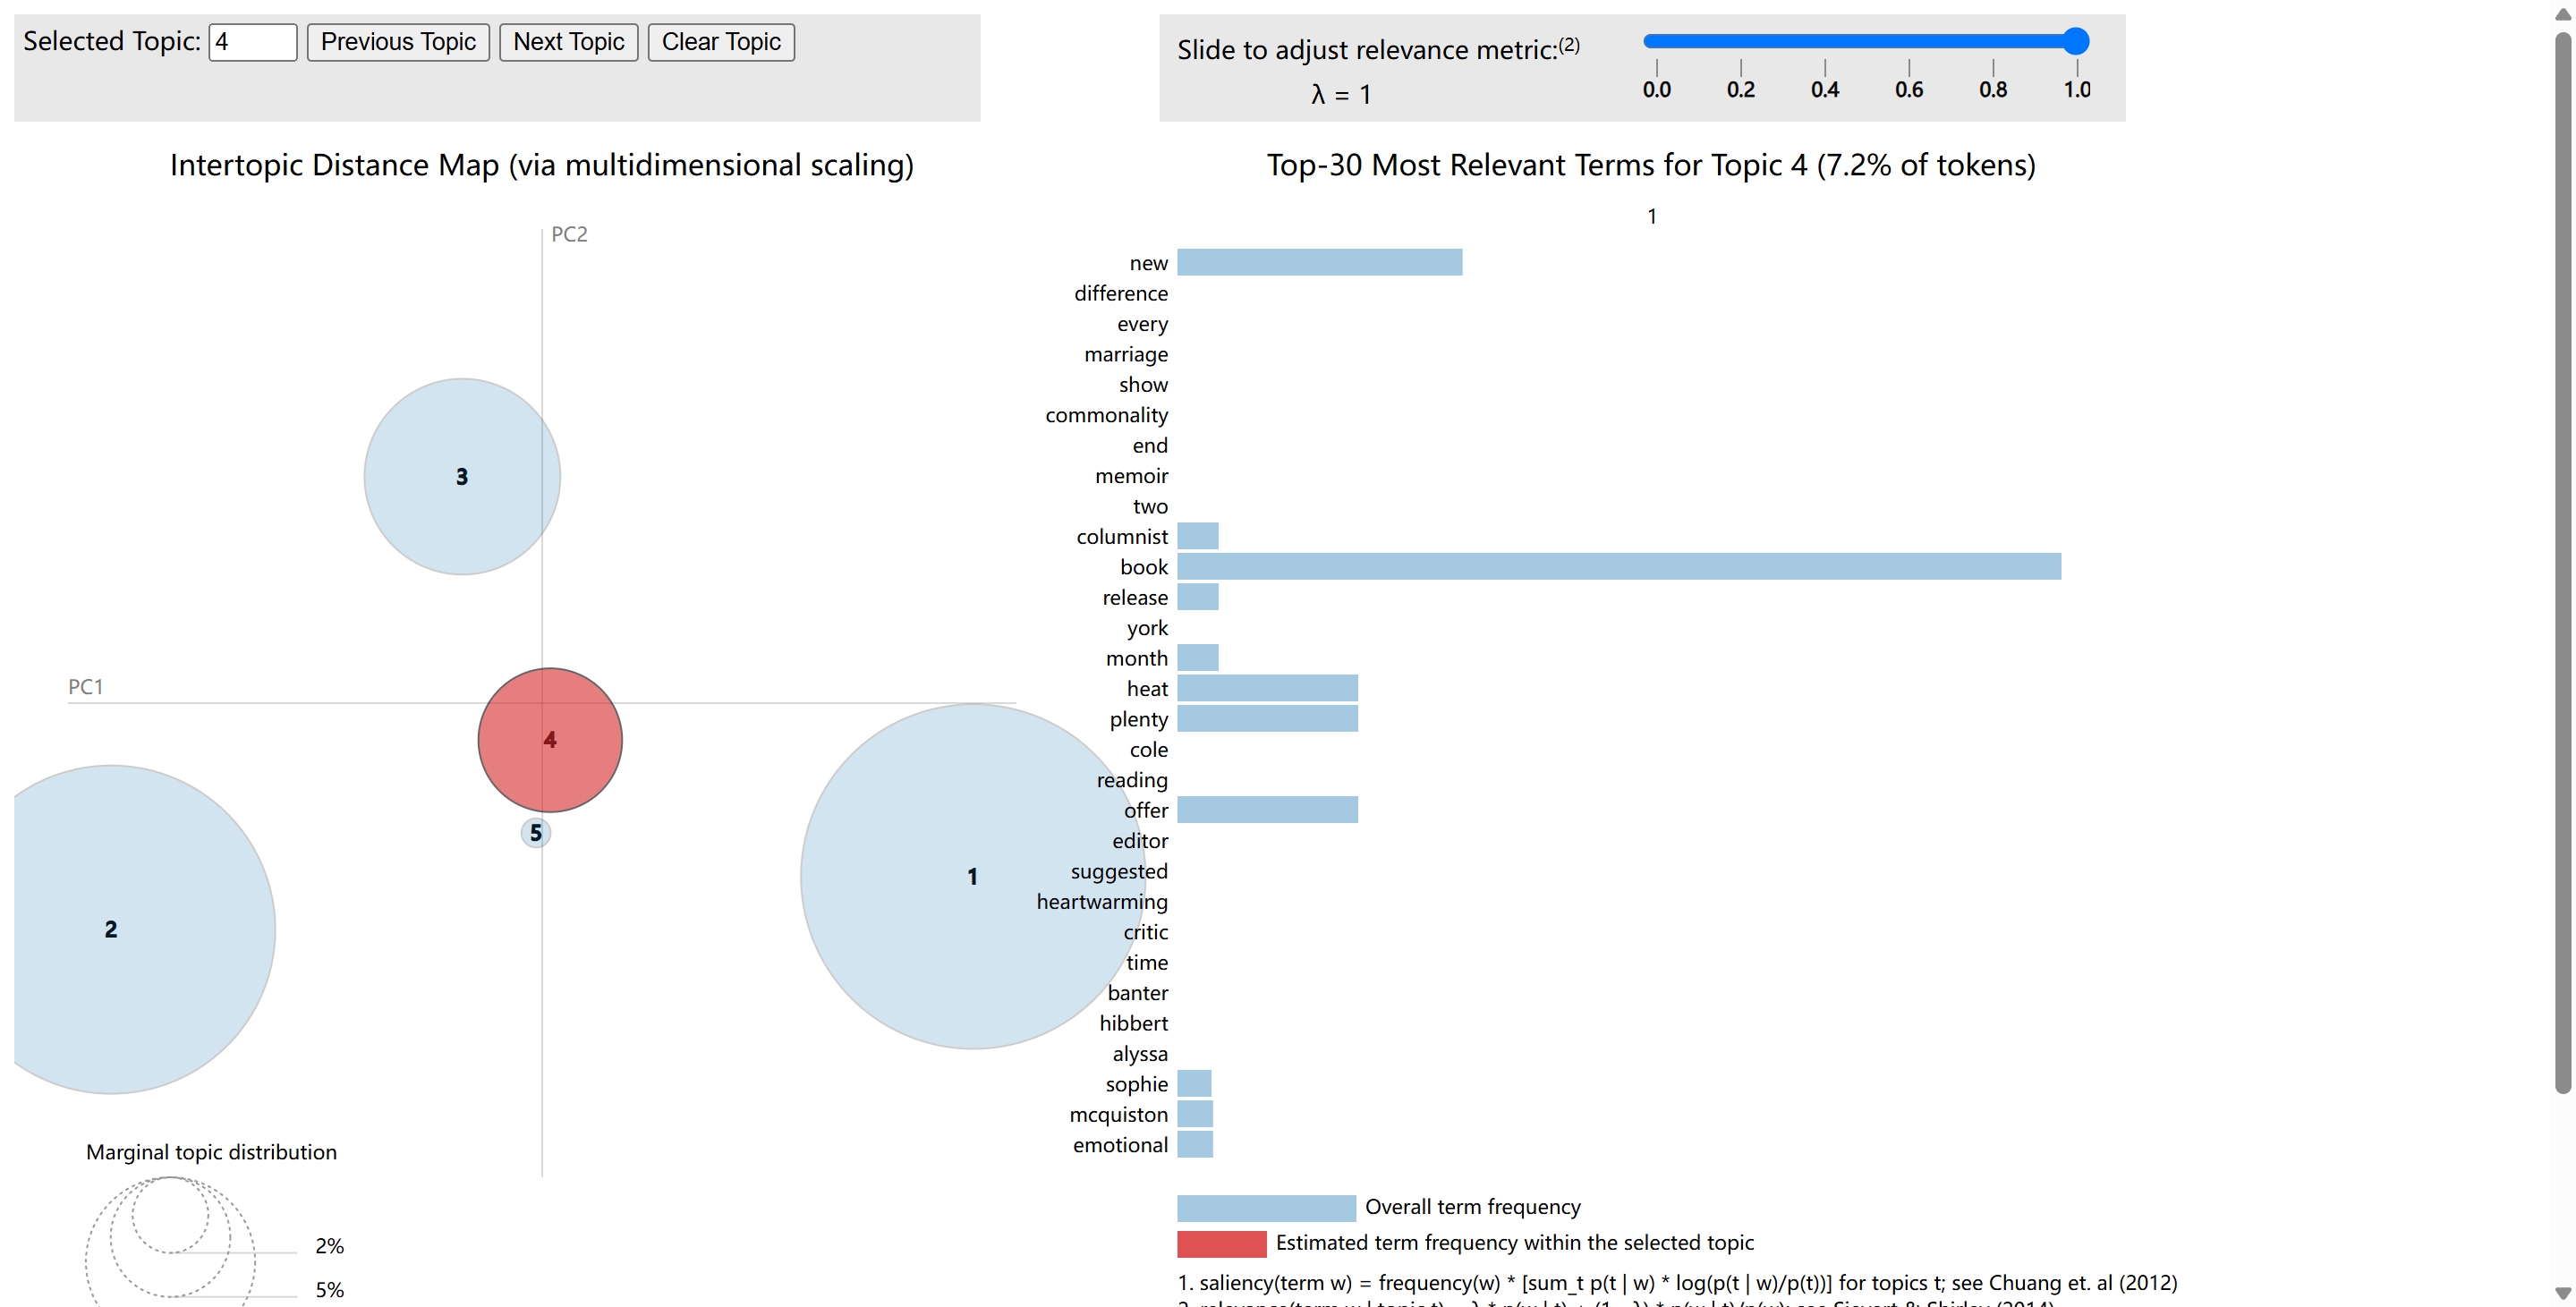 Selected Topic: 4 Previous Topic Next Topic Clear Topic
Slide to adjust relevance metric:(2)
λ = 1
0.0 0.2 0.4 0.6 0.8 1.0
Intertopic Distance Map (via multidimensional scaling)
PC2
PC1
3
4
5
1
2
Marginal topic distribution
2%
5%
Top-30 Most Relevant Terms for Topic 4 (7.2% of tokens)
1
new
difference
every
marriage
show
commonality
end
memoir
two
columnist
book
release
york
month
heat
plenty
cole
reading
offer
editor
suggested
heartwarming
critic
time
banter
hibbert
alyssa
sophie
mcquiston
emotional
Overall term frequency
Estimated term frequency within the selected topic
1. saliency(term w) = frequency(w) * [sum_t p(t | w) * log(p(t | w)/p(t))] for topics t; see Chuang et. al (2012)
2. relevance(term w | topic t) = λ * p(w | t) + (1 - λ) * p(w | t)/p(w); see Sievert & Shirley (2014)